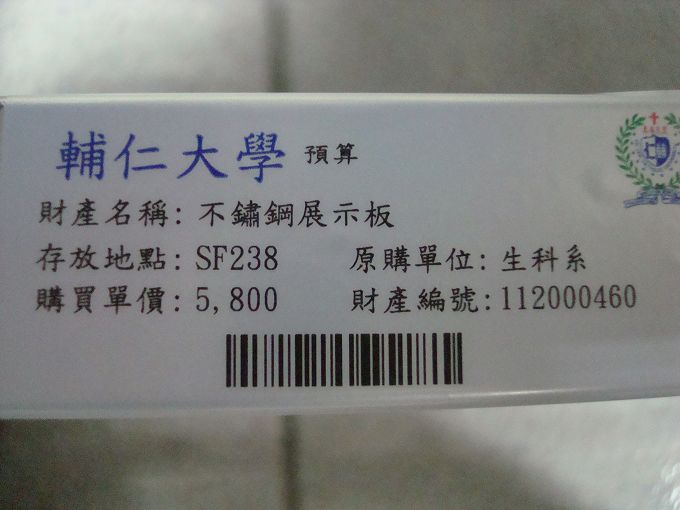 輔仁大學 預算
財產名稱: 不鏽鋼展示板
存放地點: SF238 原購單位: 生科系
購買單價: 5,800 財產編號: 112000460